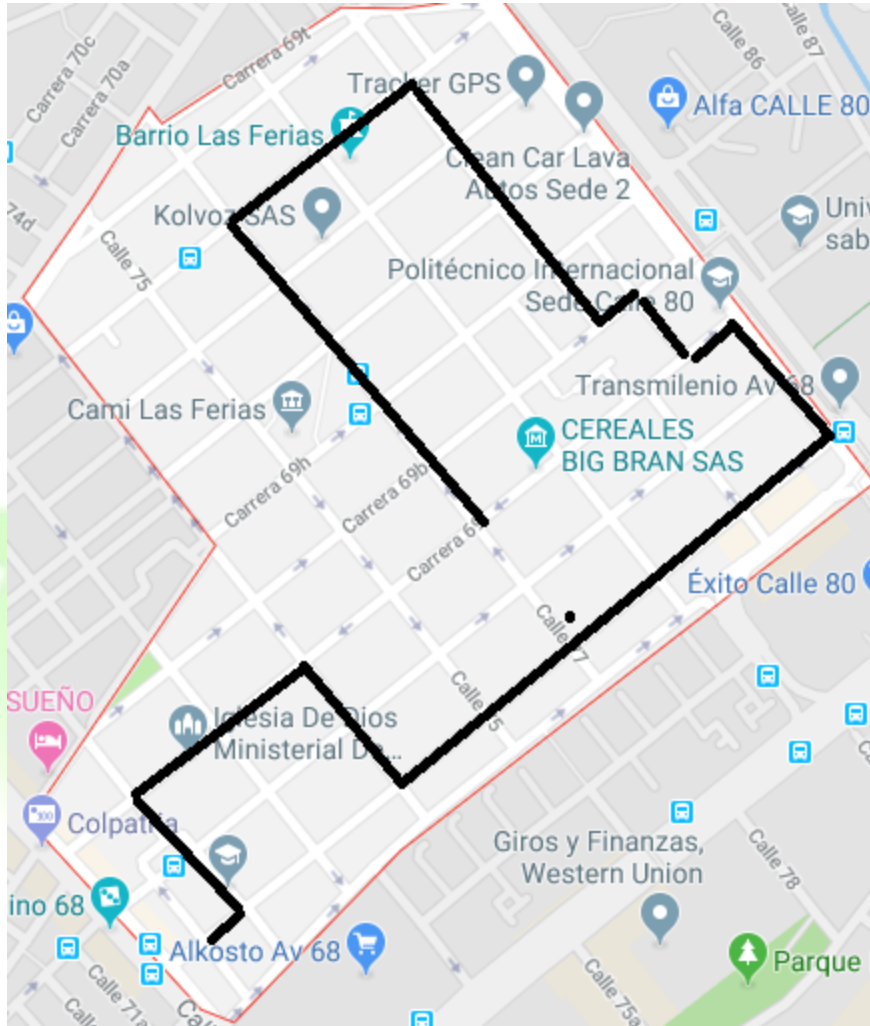 Carrera 70c
Carrera 70a
Carrera 69t
Calle 86
Calle 87
Tracker GPS
Alfa CALLE 80
Barrio Las Ferias
Clean Car Lava
Autos Sede 2
74d
Kolvoz SAS
Calle 75
Politécnico Internacional
Sede Calle 80
Transmilenio Av 68
Cami Las Ferias
CEREALES
BIG BRAN SAS
Carrera 69h
Carrera 69b
Éxito Calle 80
Calle 77
SUEÑO
Iglesia De Dios
Ministerial De...
Colpatria
Giros y Finanzas,
Western Union
Calle 78
ino 68
Alkosto Av 68
Parque
Calle 75a
Calle 71a